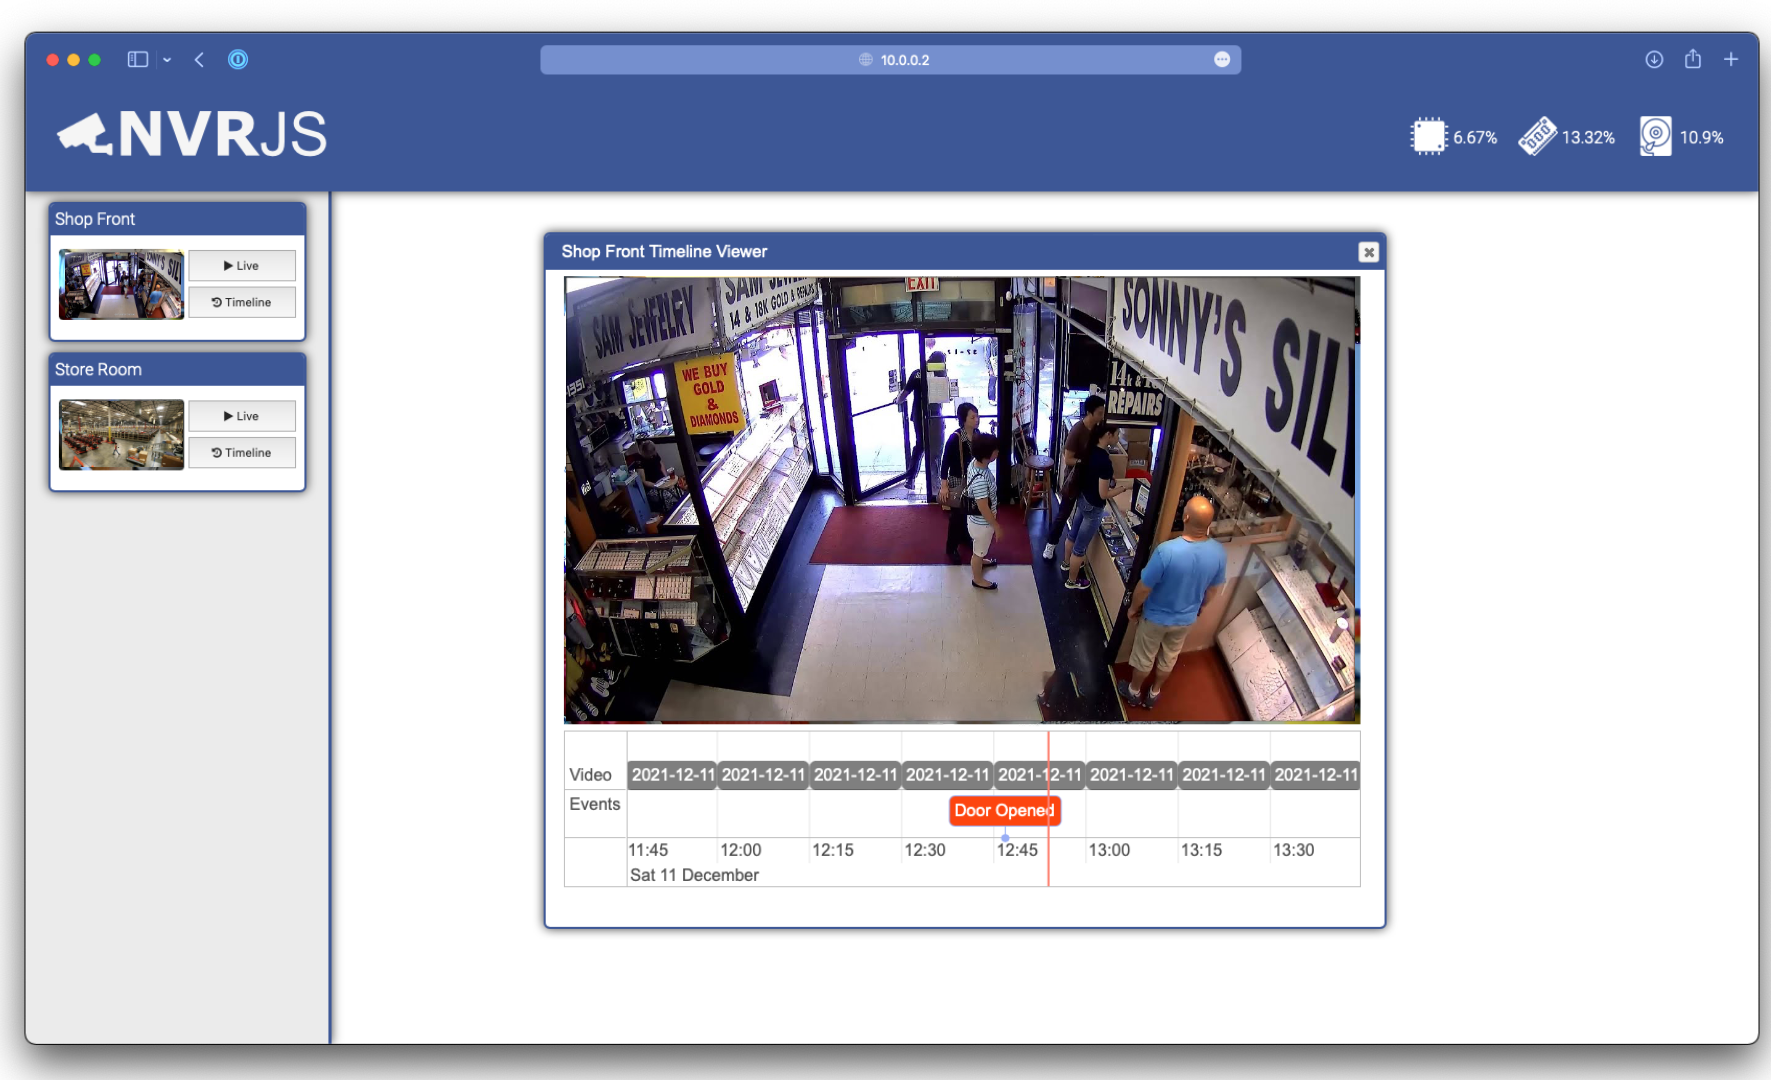 10.0.0.2
NVRJS
6.67%
13.32%
10.9%
Shop Front
Live
Timeline
Store Room
Live
Timeline
Shop Front Timeline Viewer
EXIT
SAM JEWELRY
14 & 18K GOLD & REPAIRS
SONNY'S SIL
WE BUY
GOLD
&
DIAMONDS
REPAIRS
Video
2021-12-11 2021-12-11 2021-12-11 2021-12-11 2021-12-11 2021-12-11 2021-12-11 2021-12-11
Events
Door Opened
11:45 12:00 12:15 12:30 12:45 13:00 13:15 13:30
Sat 11 December